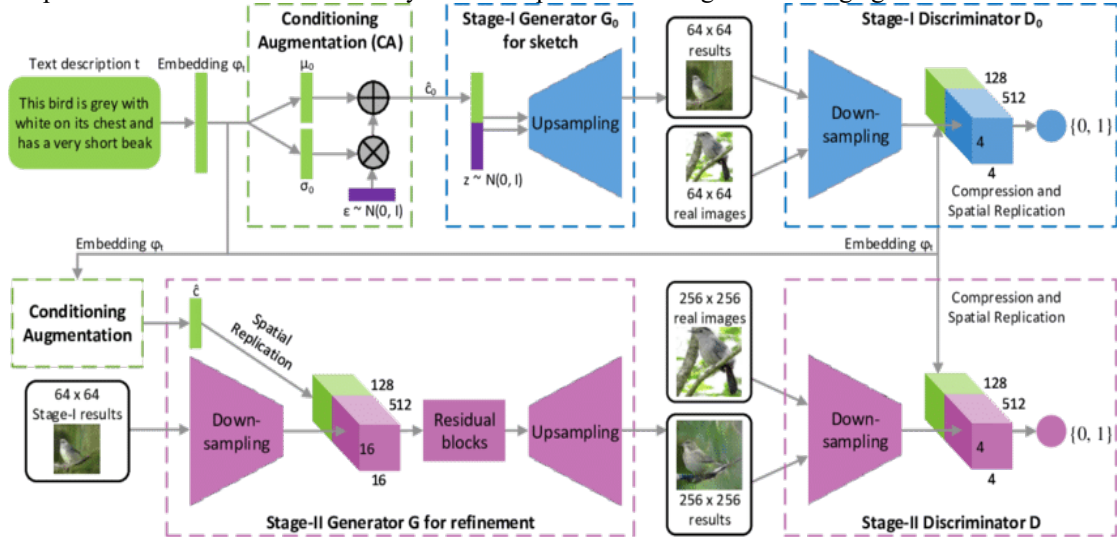 Conditioning
Augmentation (CA)
Stage-I Generator G₀
for sketch
Stage-I Discriminator D₀
Text description t
Embedding φₜ
This bird is grey with
white on its chest and
has a very short beak
μ₀
σ₀
ε ~ N(0, I)
ĉ₀
z ~ N(0, I)
Upsampling
64 x 64
results
64 x 64
real images
Down-
sampling
128
512
4
4
{0, 1}
Compression and
Spatial Replication
Embedding φₜ
Embedding φₜ
Conditioning
Augmentation
ĉ
Spatial
Replication
64 x 64
Stage-I results
Down-
sampling
128
512
16
16
Residual
blocks
Upsampling
Stage-II Generator G for refinement
256 x 256
real images
256 x 256
results
Compression and
Spatial Replication
Down-
sampling
128
512
4
4
{0, 1}
Stage-II Discriminator D